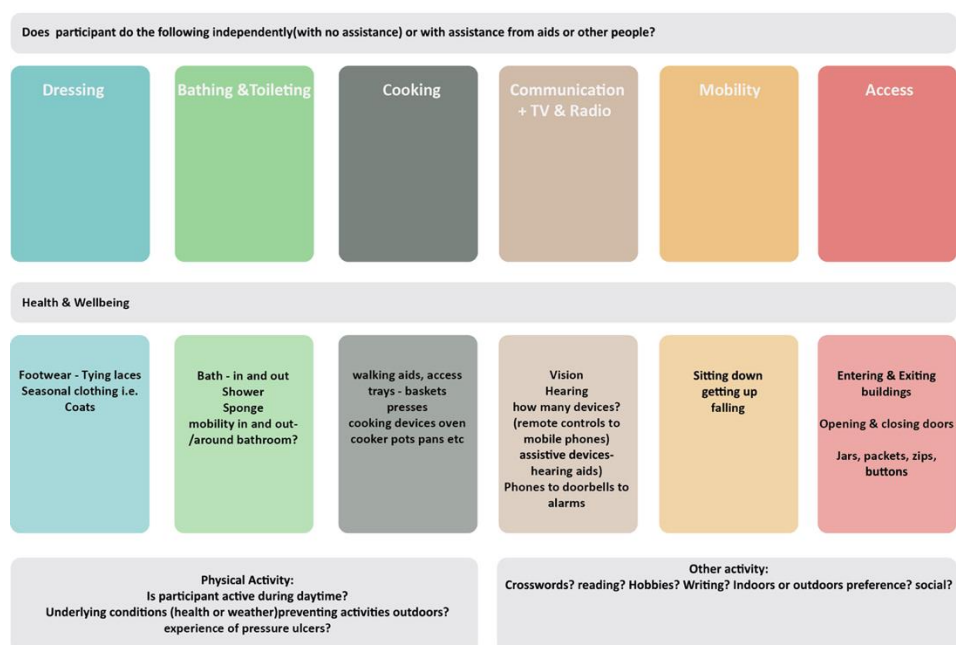 Does participant do the following independently(with no assistance) or with assistance from aids or other people?
Dressing
Bathing &Toileting
Cooking
Communication
+ TV & Radio
Mobility
Access
Health & Wellbeing
Footwear - Tying laces
Seasonal clothing i.e.
Coats
Bath - in and out
Shower
Sponge
mobility in and out-
/around bathroom?
walking aids, access
trays - baskets
presses
cooking devices oven
cooker pots pans etc
Vision
Hearing
how many devices?
(remote controls to
mobile phones)
assistive devices-
hearing aids)
Phones to doorbells to
alarms
Sitting down
getting up
falling
Entering & Exiting
buildings
Opening & closing doors
Jars, packets, zips,
buttons
Physical Activity:
Is participant active during daytime?
Underlying conditions (health or weather)preventing activities outdoors?
experience of pressure ulcers?
Other activity:
Crosswords? reading? Hobbies? Writing? Indoors or outdoors preference? social?